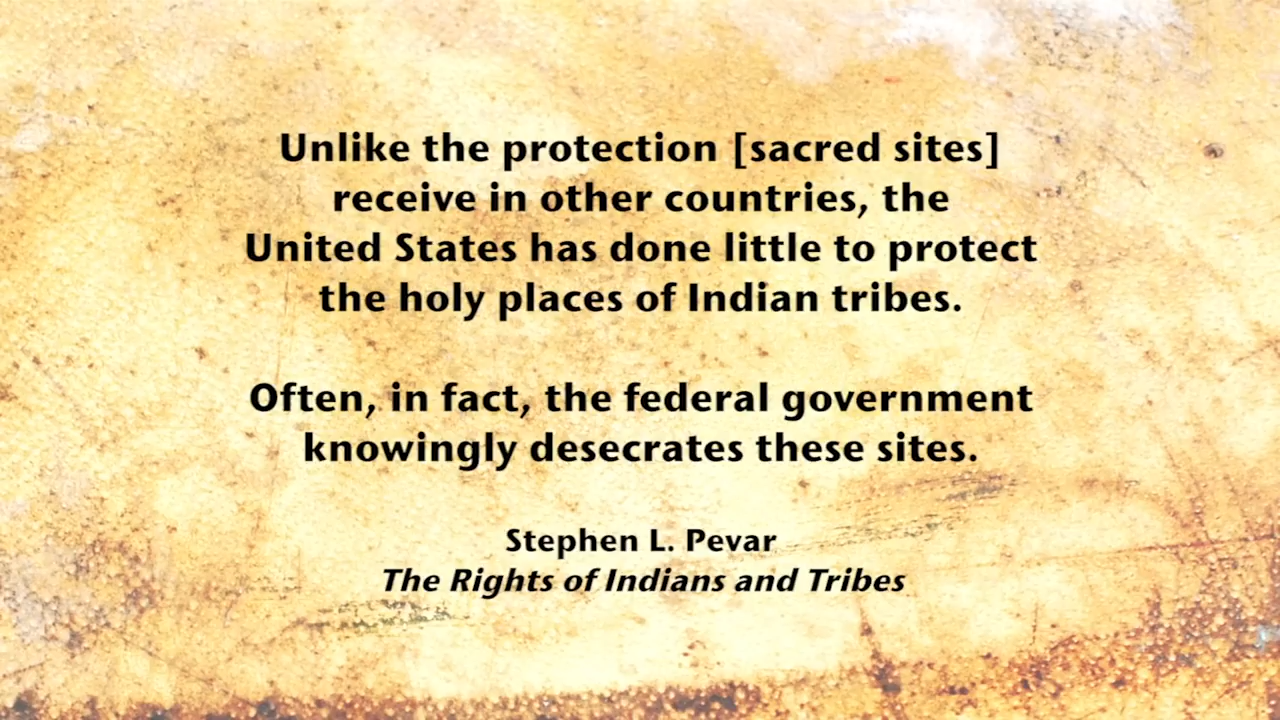 Unlike the protection [sacred sites]
receive in other countries, the
United States has done little to protect
the holy places of Indian tribes.
Often, in fact, the federal government
knowingly desecrates these sites.
Stephen L. Pevar
The Rights of Indians and Tribes